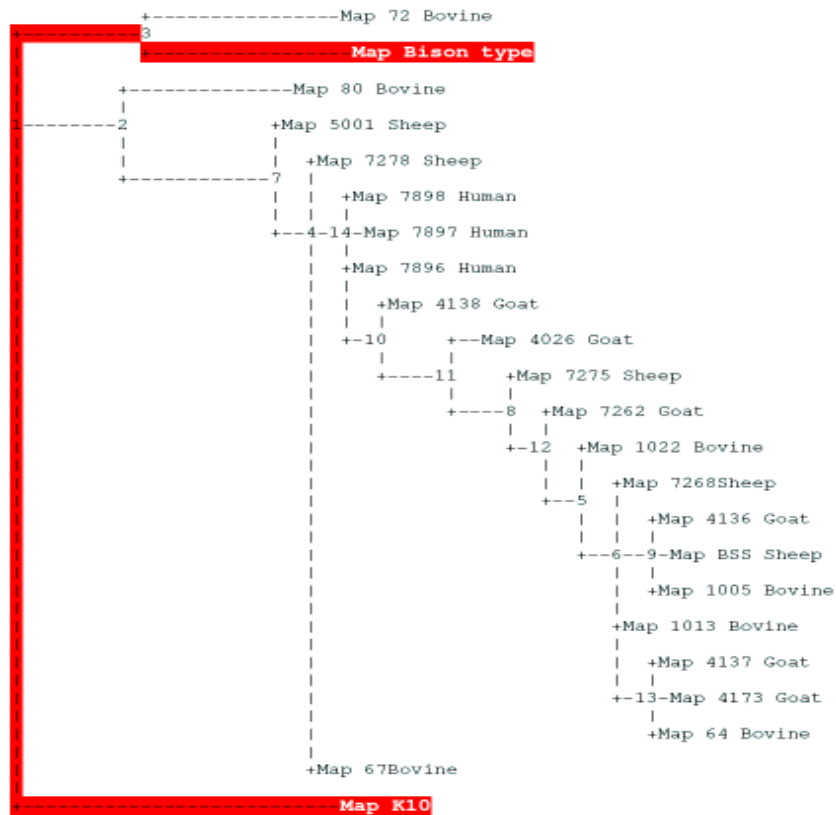 Map 72 Bovine
3
Map Bison type
Map 80 Bovine
1 2 Map 5001 Sheep
Map 7278 Sheep
7
Map 7898 Human
4 14 Map 7897 Human
Map 7896 Human
Map 4138 Goat
10 Map 4026 Goat
11 Map 7275 Sheep
8 Map 7262 Goat
12 Map 1022 Bovine
Map 7268Sheep
5
Map 4136 Goat
6 9 Map BSS Sheep
Map 1005 Bovine
Map 1013 Bovine
Map 4137 Goat
13 Map 4173 Goat
Map 64 Bovine
Map 67Bovine
Map K10